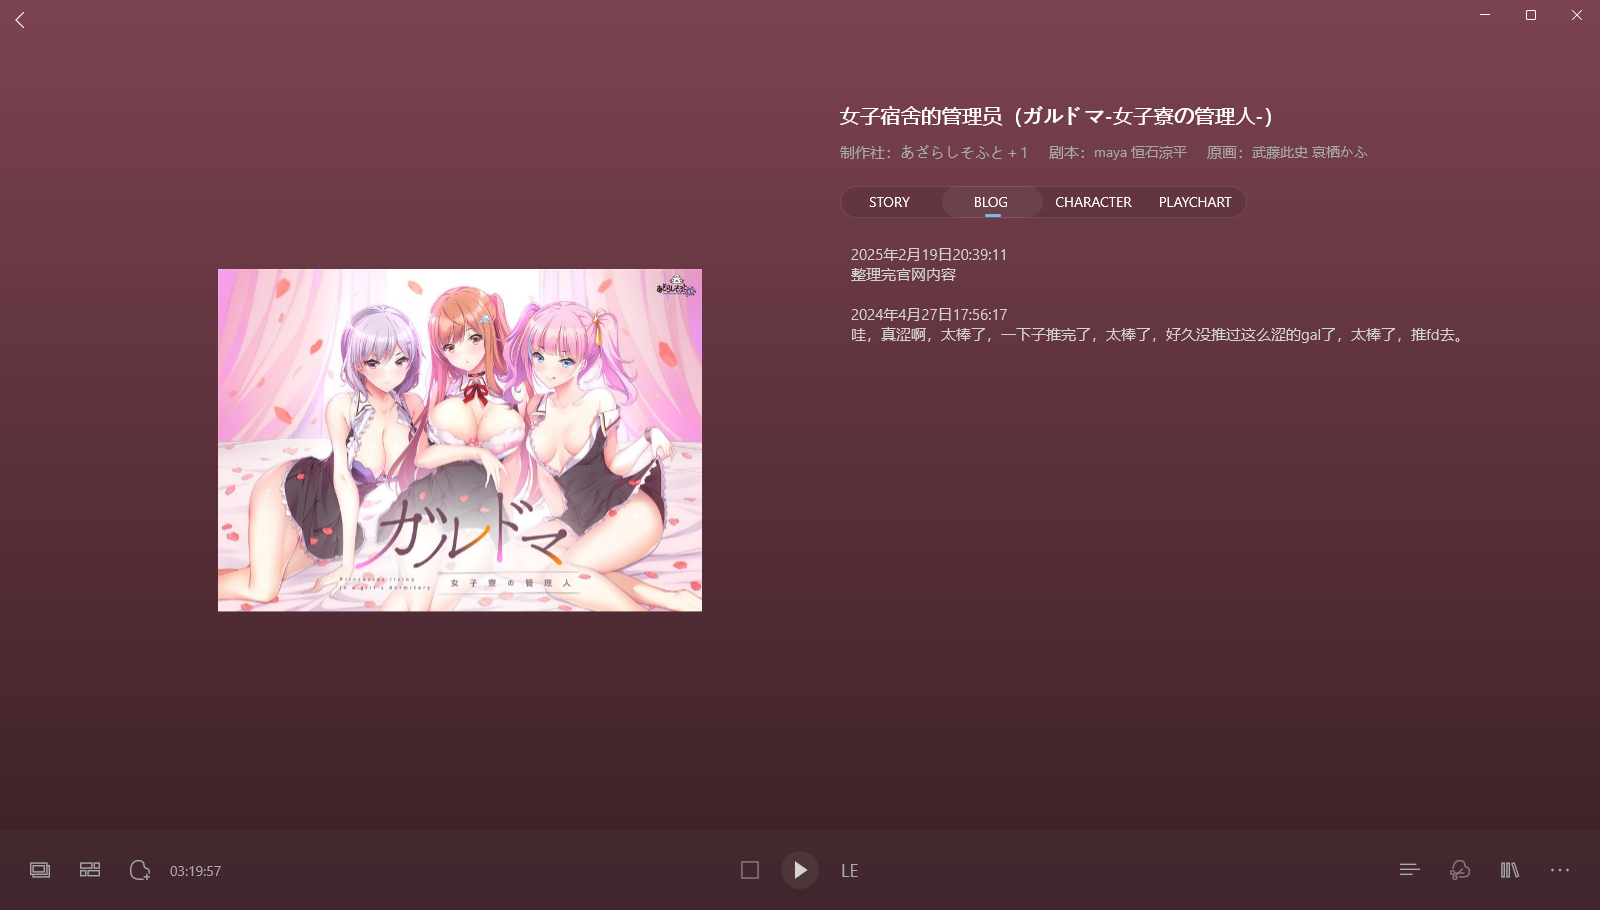 女子宿舍的管理员（ガルドマ-女子寮の管理人-）
制作社：あざらしそふと＋1 剧本：maya 恒石涼平 原画：武藤此史 哀栖かふ
STORY BLOG CHARACTER PLAYCHART
2025年2月19日20:39:11
整理完官网内容
2024年4月27日17:56:17
哇，真涩啊，太棒了，一下子推完了，太棒了，好久没推过这么涩的gal了，太棒了，推fd去。
あざらしそふと
ガルドマ
Princesses living
in a girl's dormitory
女子寮の管理人
03:19:57
LE